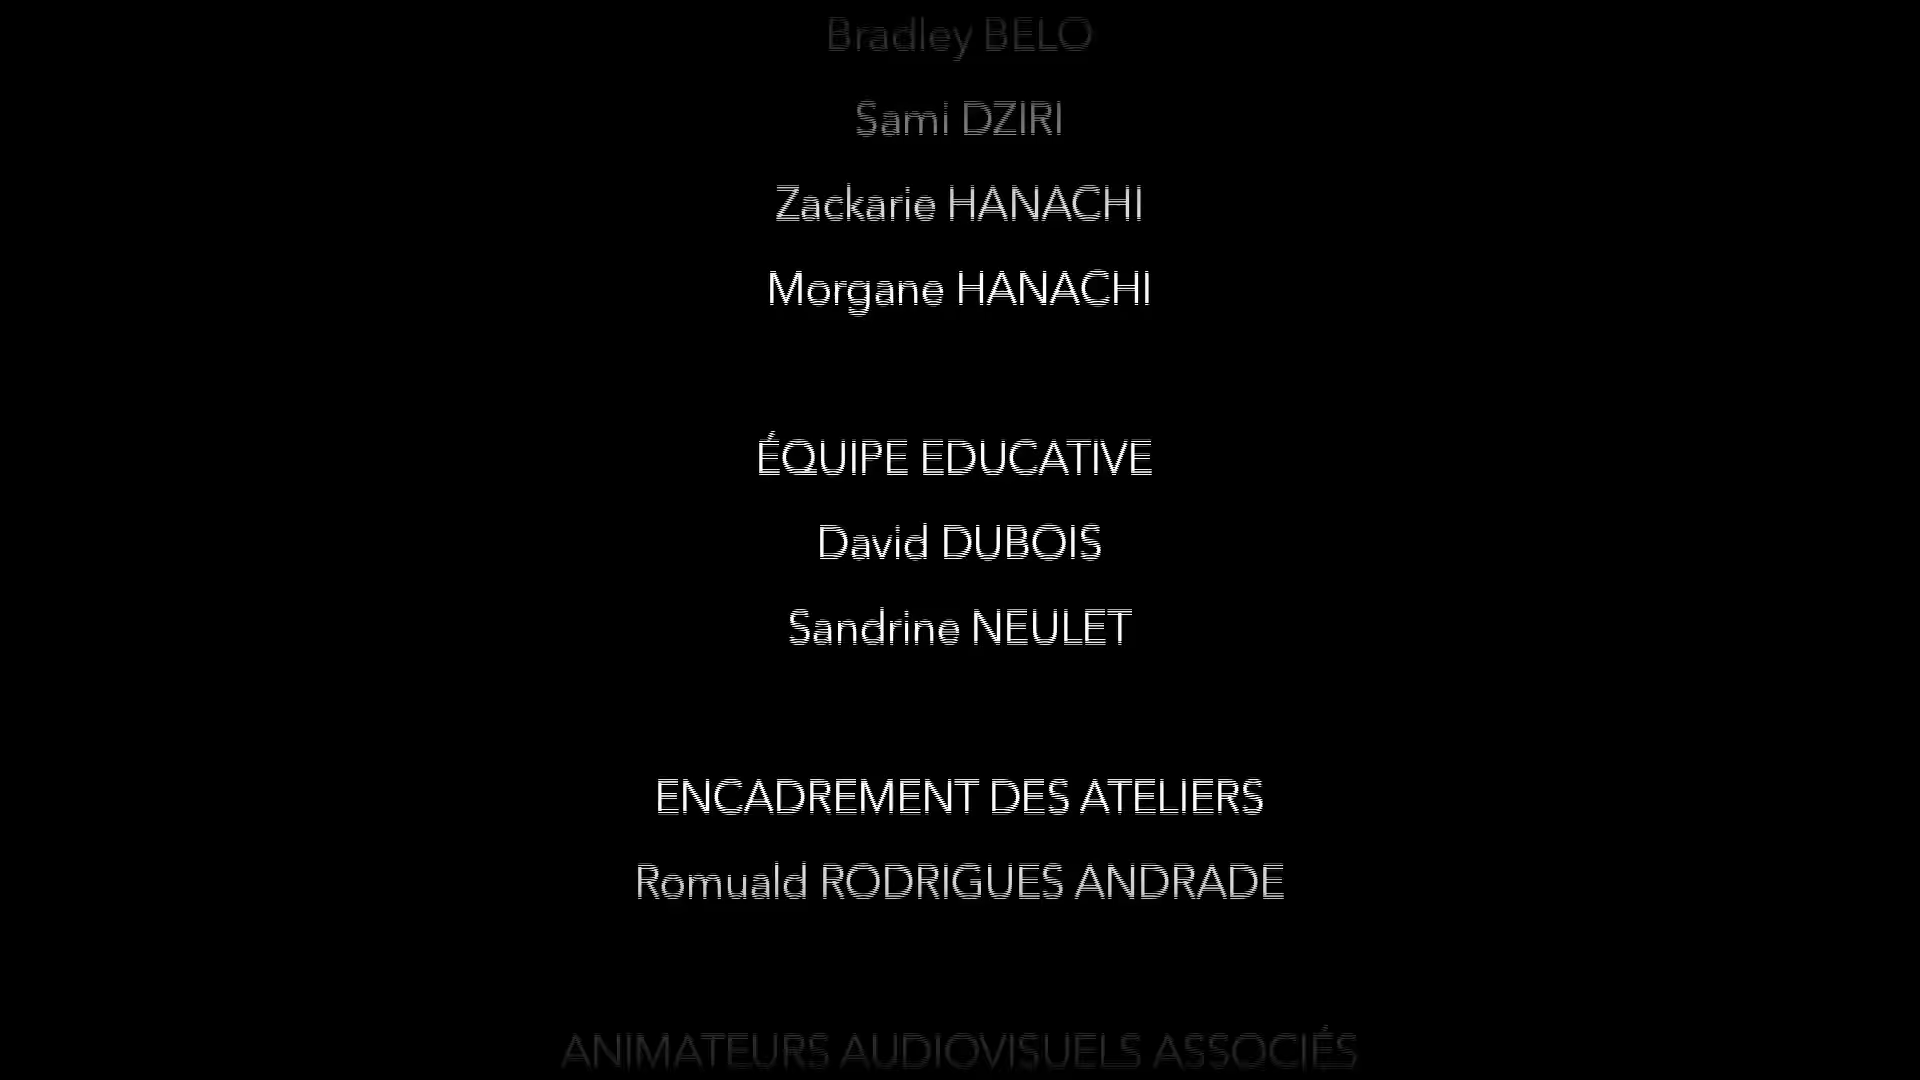 Bradley BELO
Sami DZIRI
Zackarie HANACHI
Morgane HANACHI
ÉQUIPE EDUCATIVE
David DUBOIS
Sandrine NEULET
ENCADREMENT DES ATELIERS
Romuald RODRIGUES ANDRADE
ANIMATEURS AUDIOVISUELS ASSOCIÉS